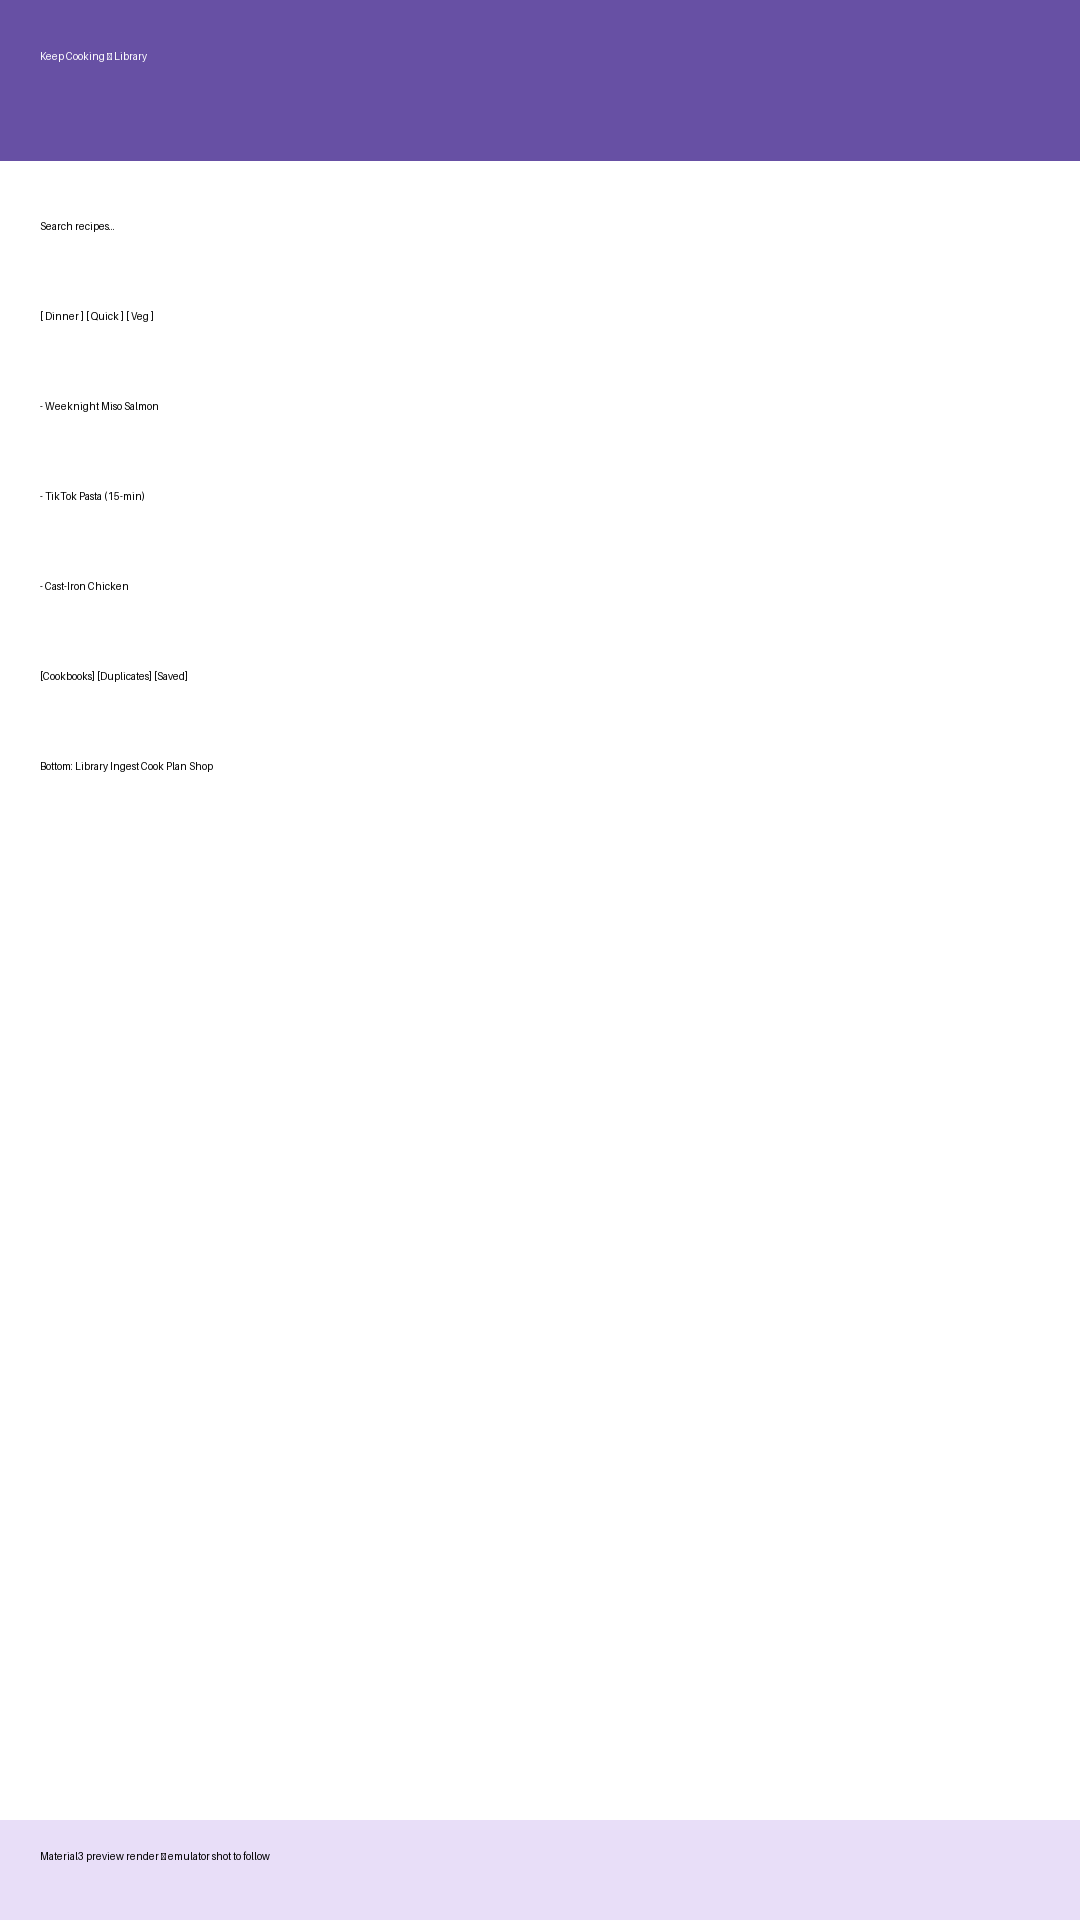 Keep Cooking ▯ Library
Search recipes...
[ Dinner ] [ Quick ] [ Veg ]
- Weeknight Miso Salmon
- TikTok Pasta (15-min)
- Cast-Iron Chicken
[Cookbooks] [Duplicates] [Saved]
Bottom: Library Ingest Cook Plan Shop
Material3 preview render ▯ emulator shot to follow